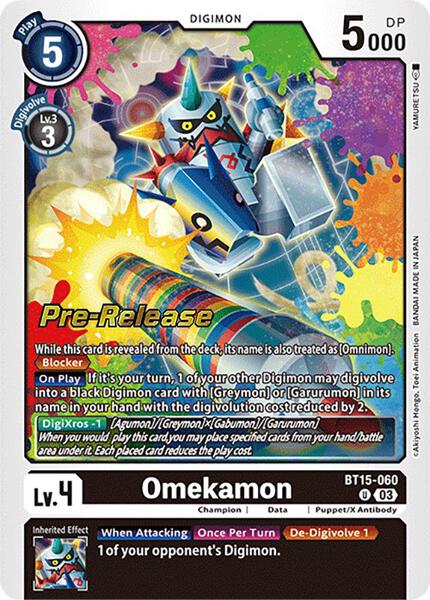 Play
5
DIGIMON
DP
5000
Digivolve
Lv.3
3
YAMURETSU
©Akiyoshi Hongo, Toei Animation BANDAI MADE IN JAPAN
Pre-Release
While this card is revealed from the deck, its name is also treated as [Omnimon].
Blocker
On Play If it's your turn, 1 of your other Digimon may digivolve
into a black Digimon card with [Greymon] or [Garurumon] in its
name in your hand with the digivolution cost reduced by 2.
DigiXros -1 [Agumon]/[Greymon]×[Gabumon]/[Garurumon]
When you would play this card,you may place specified cards from your hand/battle
area under it. Each placed card reduces the play cost.
Lv.4
Omekamon
BT15-060
U 03
Champion | Data | Puppet/X Antibody
Inherited Effect
When Attacking Once Per Turn De-Digivolve 1
1 of your opponent's Digimon.